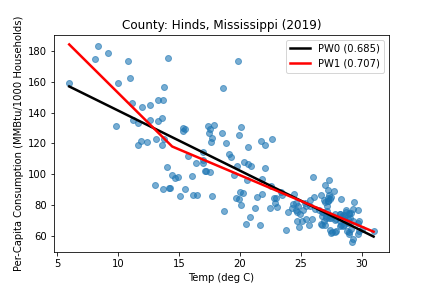 County: Hinds, Mississippi (2019)
PW0 (0.685)
PW1 (0.707)
Per-Capita Consumption (MMBtu/1000 Households)
180
160
140
120
100
80
60
5 10 15 20 25 30
Temp (deg C)